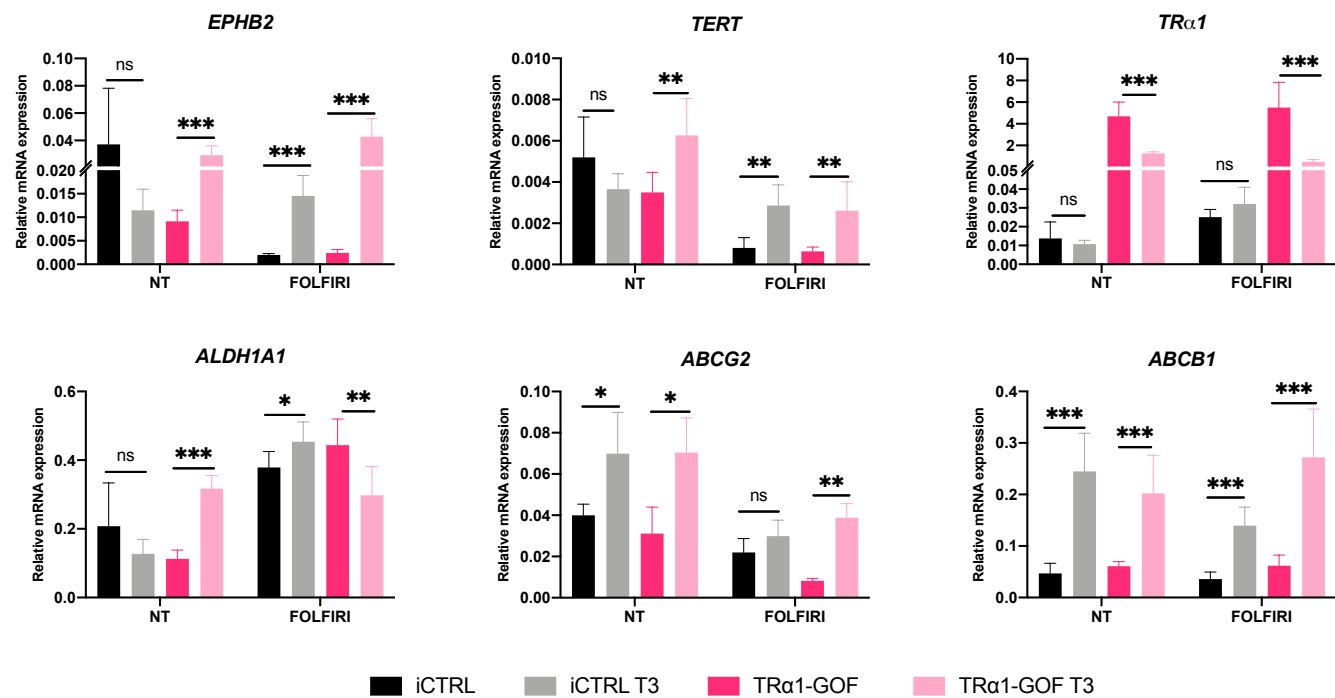 EPHB2
Relative mRNA expression
0.10
0.08
0.06
0.04
0.020
0.015
0.010
0.005
0.000
ns
***
***
***
NT
FOLFIRI
TERT
Relative mRNA expression
0.010
0.008
0.006
0.004
0.002
0.000
ns
**
**
**
NT
FOLFIRI
TRα1
Relative mRNA expression
10
8
6
4
2
0.05
0.04
0.03
0.02
0.01
0.00
ns
***
ns
***
NT
FOLFIRI
ALDH1A1
Relative mRNA expression
0.6
0.4
0.2
0.0
ns
***
*
**
NT
FOLFIRI
ABCG2
Relative mRNA expression
0.10
0.08
0.06
0.04
0.02
0.00
*
*
ns
**
NT
FOLFIRI
ABCB1
Relative mRNA expression
0.4
0.3
0.2
0.1
0.0
***
***
***
***
NT
FOLFIRI
iCTRL
iCTRL T3
TRα1-GOF
TRα1-GOF T3